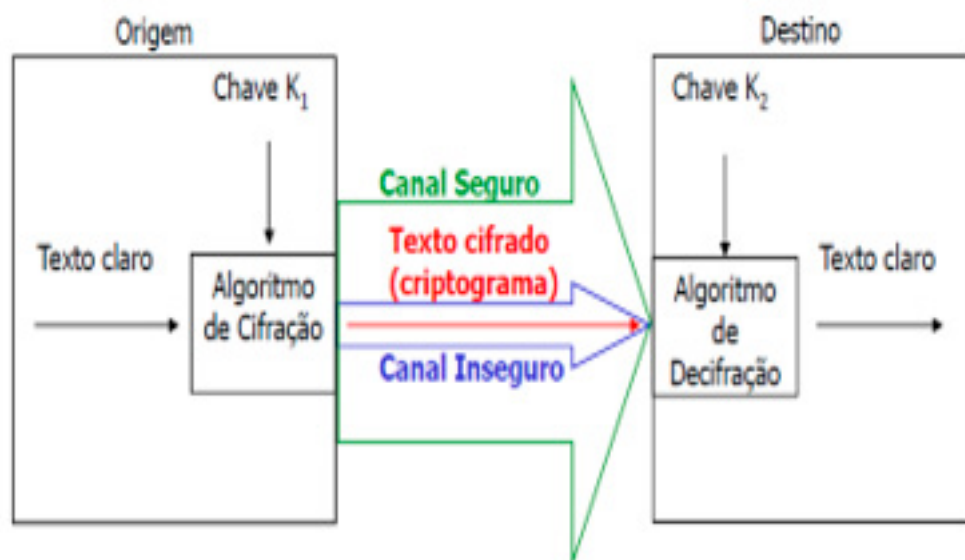 Origem
Chave K₁
Texto claro
Algoritmo
de Cifração
Canal Seguro
Texto cifrado
(criptograma)
Canal Inseguro
Destino
Chave K₂
Algoritmo
de
Decifração
Texto claro